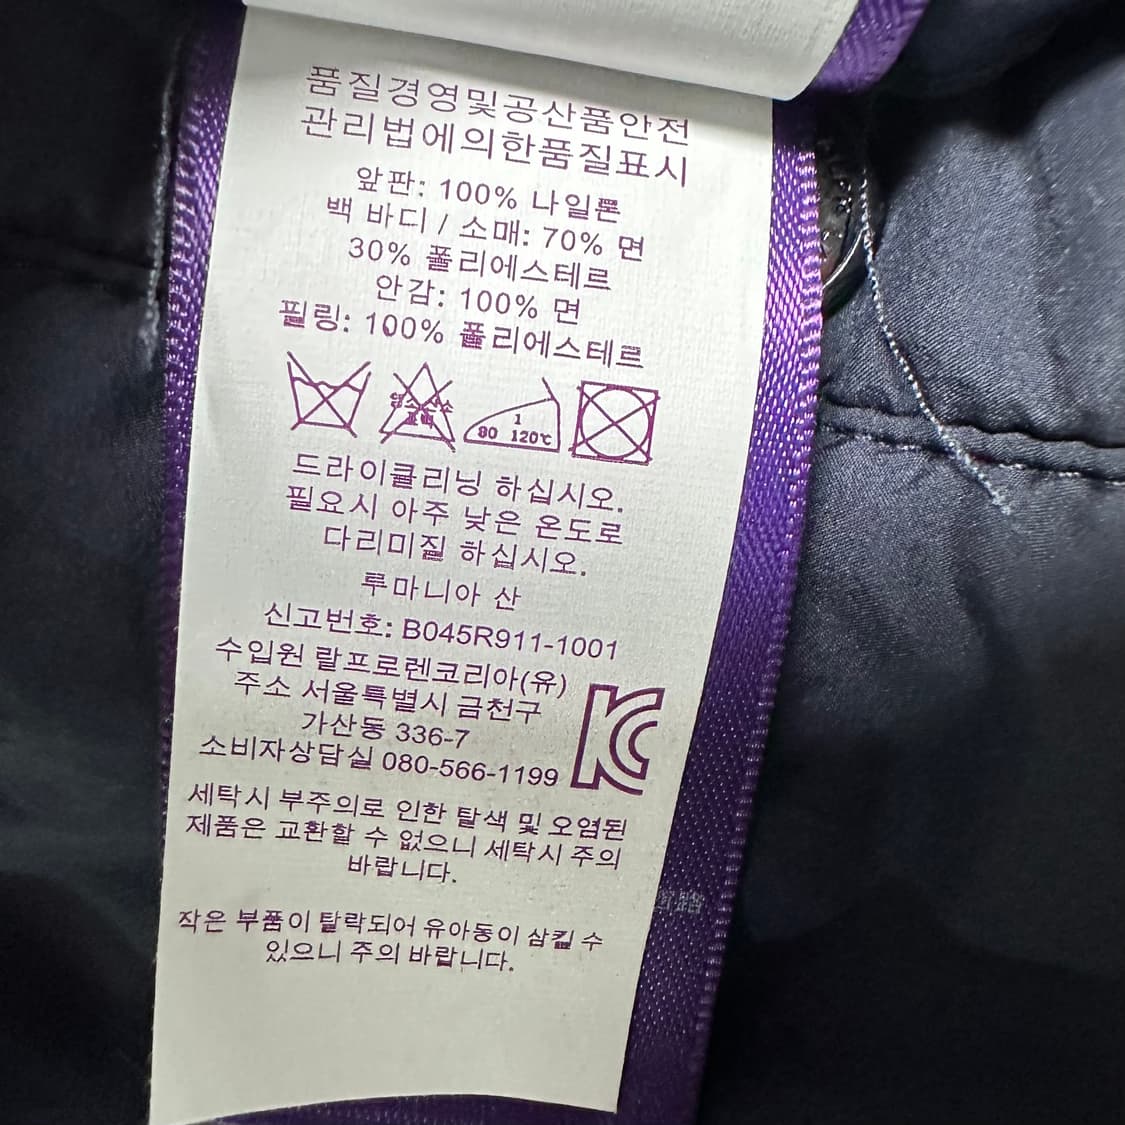 품질경영및공산품안전
관리법에의한품질표시
앞판: 100% 나일론
백 바디 / 소매: 70% 면
30% 폴리에스테르
안감: 100% 면
필링: 100% 폴리에스테르
염소산소
표백
1
80 120℃
드라이클리닝 하십시오.
필요시 아주 낮은 온도로
다리미질 하십시오.
루마니아 산
신고번호: B045R911-1001
수입원 랄프로렌코리아(유)
주소 서울특별시 금천구
가산동 336-7
소비자상담실 080-566-1199
세탁시 부주의로 인한 탈색 및 오염된
제품은 교환할 수 없으니 세탁시 주의
바랍니다.
작은 부품이 탈락되어 유아동이 삼킬 수
있으니 주의 바랍니다.